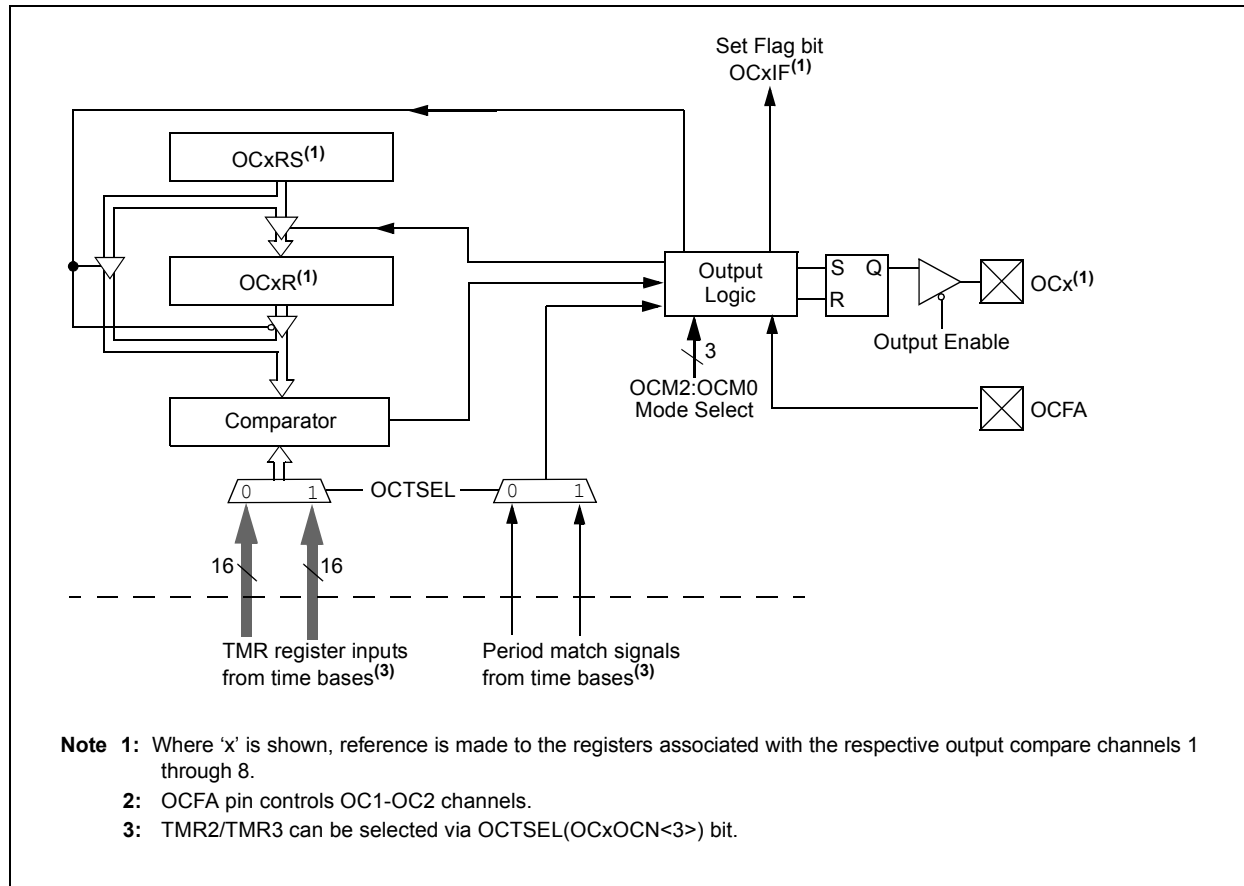 Set Flag bit
OCxIF(1)
OCxRS(1)
OCxR(1)
Output
Logic
S Q
R
OCx(1)
Output Enable
3
OCM2:OCM0
Mode Select
OCFA
Comparator
0 1
OCTSEL
0 1
16
16
TMR register inputs
from time bases(3)
Period match signals
from time bases(3)
Note 1: Where ‘x’ is shown, reference is made to the registers associated with the respective output compare channels 1
through 8.
2: OCFA pin controls OC1-OC2 channels.
3: TMR2/TMR3 can be selected via OCTSEL(OCxOCN<3>) bit.